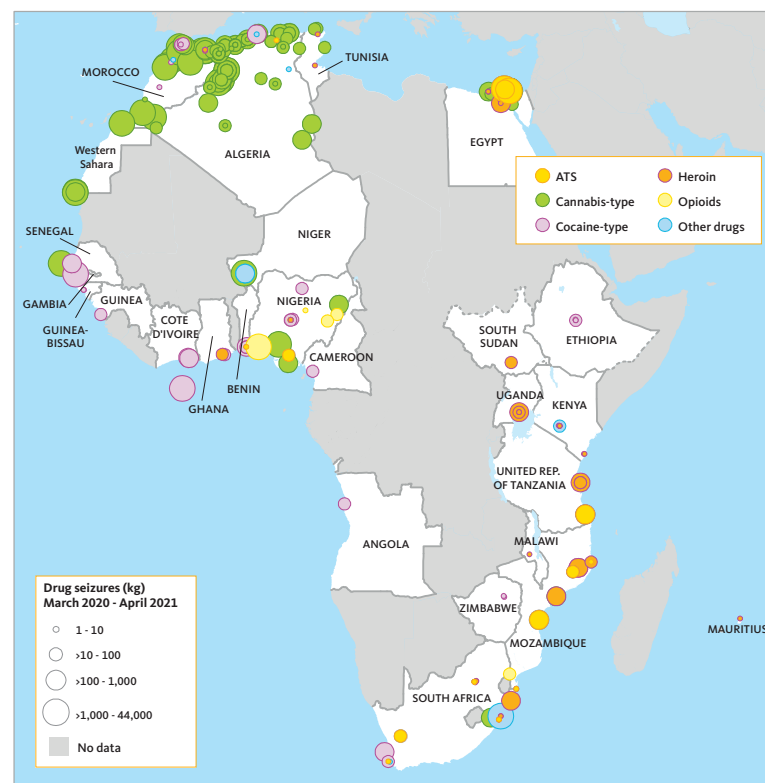 TUNISIA
MOROCCO
EGYPT
Western
Sahara
ALGERIA
ATS
Heroin
Cannabis-type
Opioids
Cocaine-type
Other drugs
SENEGAL
NIGER
GAMBIA
GUINEA
NIGERIA
GUINEA-
BISSAU
COTE
D'IVOIRE
SOUTH
SUDAN
ETHIOPIA
CAMEROON
BENIN
GHANA
UGANDA
KENYA
UNITED REP.
OF TANZANIA
ANGOLA
MALAWI
Drug seizures (kg)
March 2020 - April 2021
1 - 10
>10 - 100
>100 - 1,000
>1,000 - 44,000
No data
ZIMBABWE
MAURITIUS
MOZAMBIQUE
SOUTH AFRICA